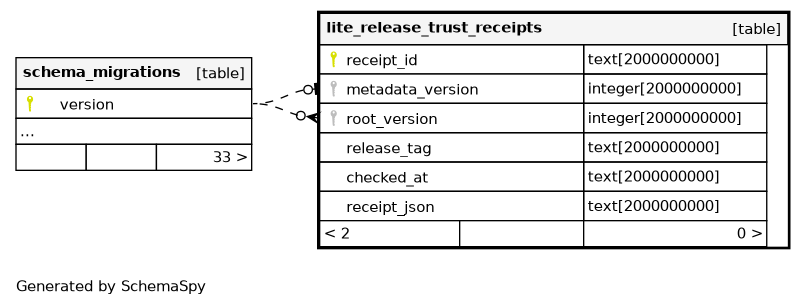 lite_release_trust_receipts [table]
receipt_id text[2000000000]
metadata_version integer[2000000000]
root_version integer[2000000000]
release_tag text[2000000000]
checked_at text[2000000000]
receipt_json text[2000000000]
< 2 0 >
schema_migrations [table]
version
...
33 >
Generated by SchemaSpy